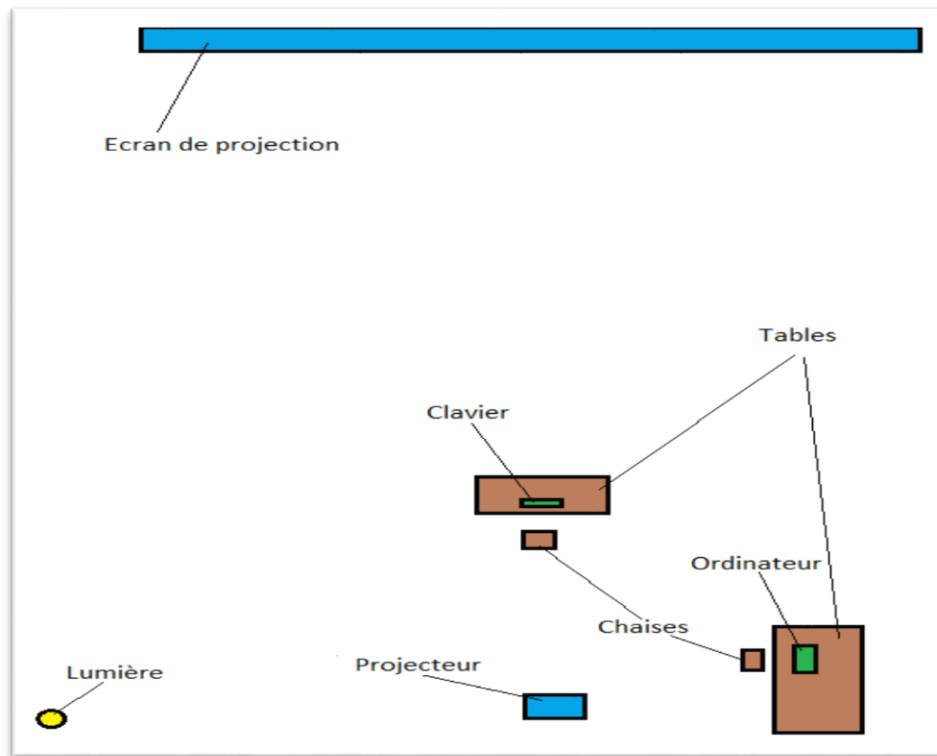 Ecran de projection
Tables
Clavier
Ordinateur
Chaises
Projecteur
Lumière